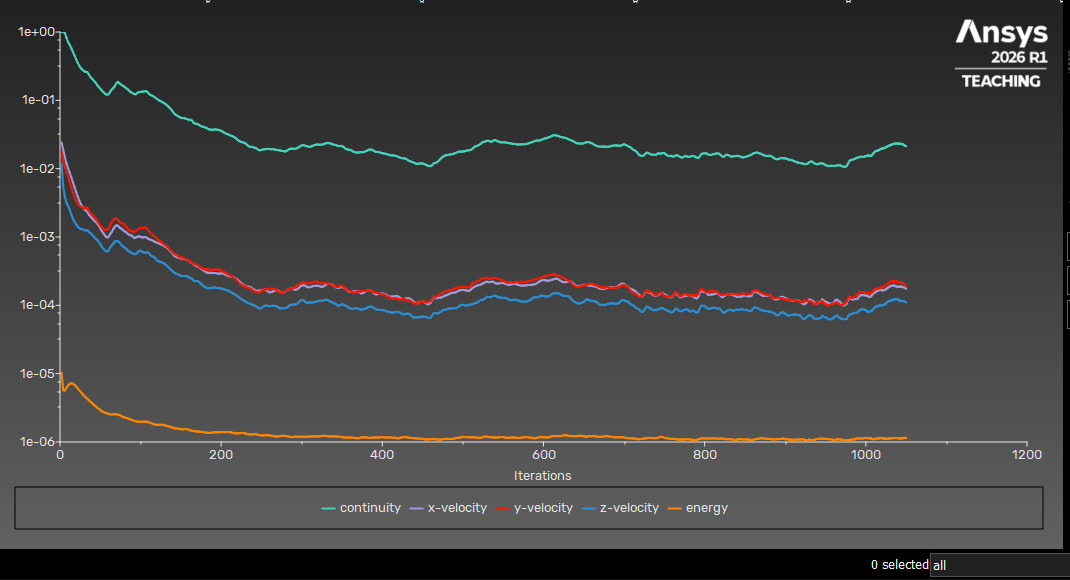 Ansys
2026 R1
TEACHING
1e+00
1e-01
1e-02
1e-03
1e-04
1e-05
1e-06
0 200 400 600 800 1000 1200
Iterations
continuity x-velocity y-velocity z-velocity energy
0 selected all